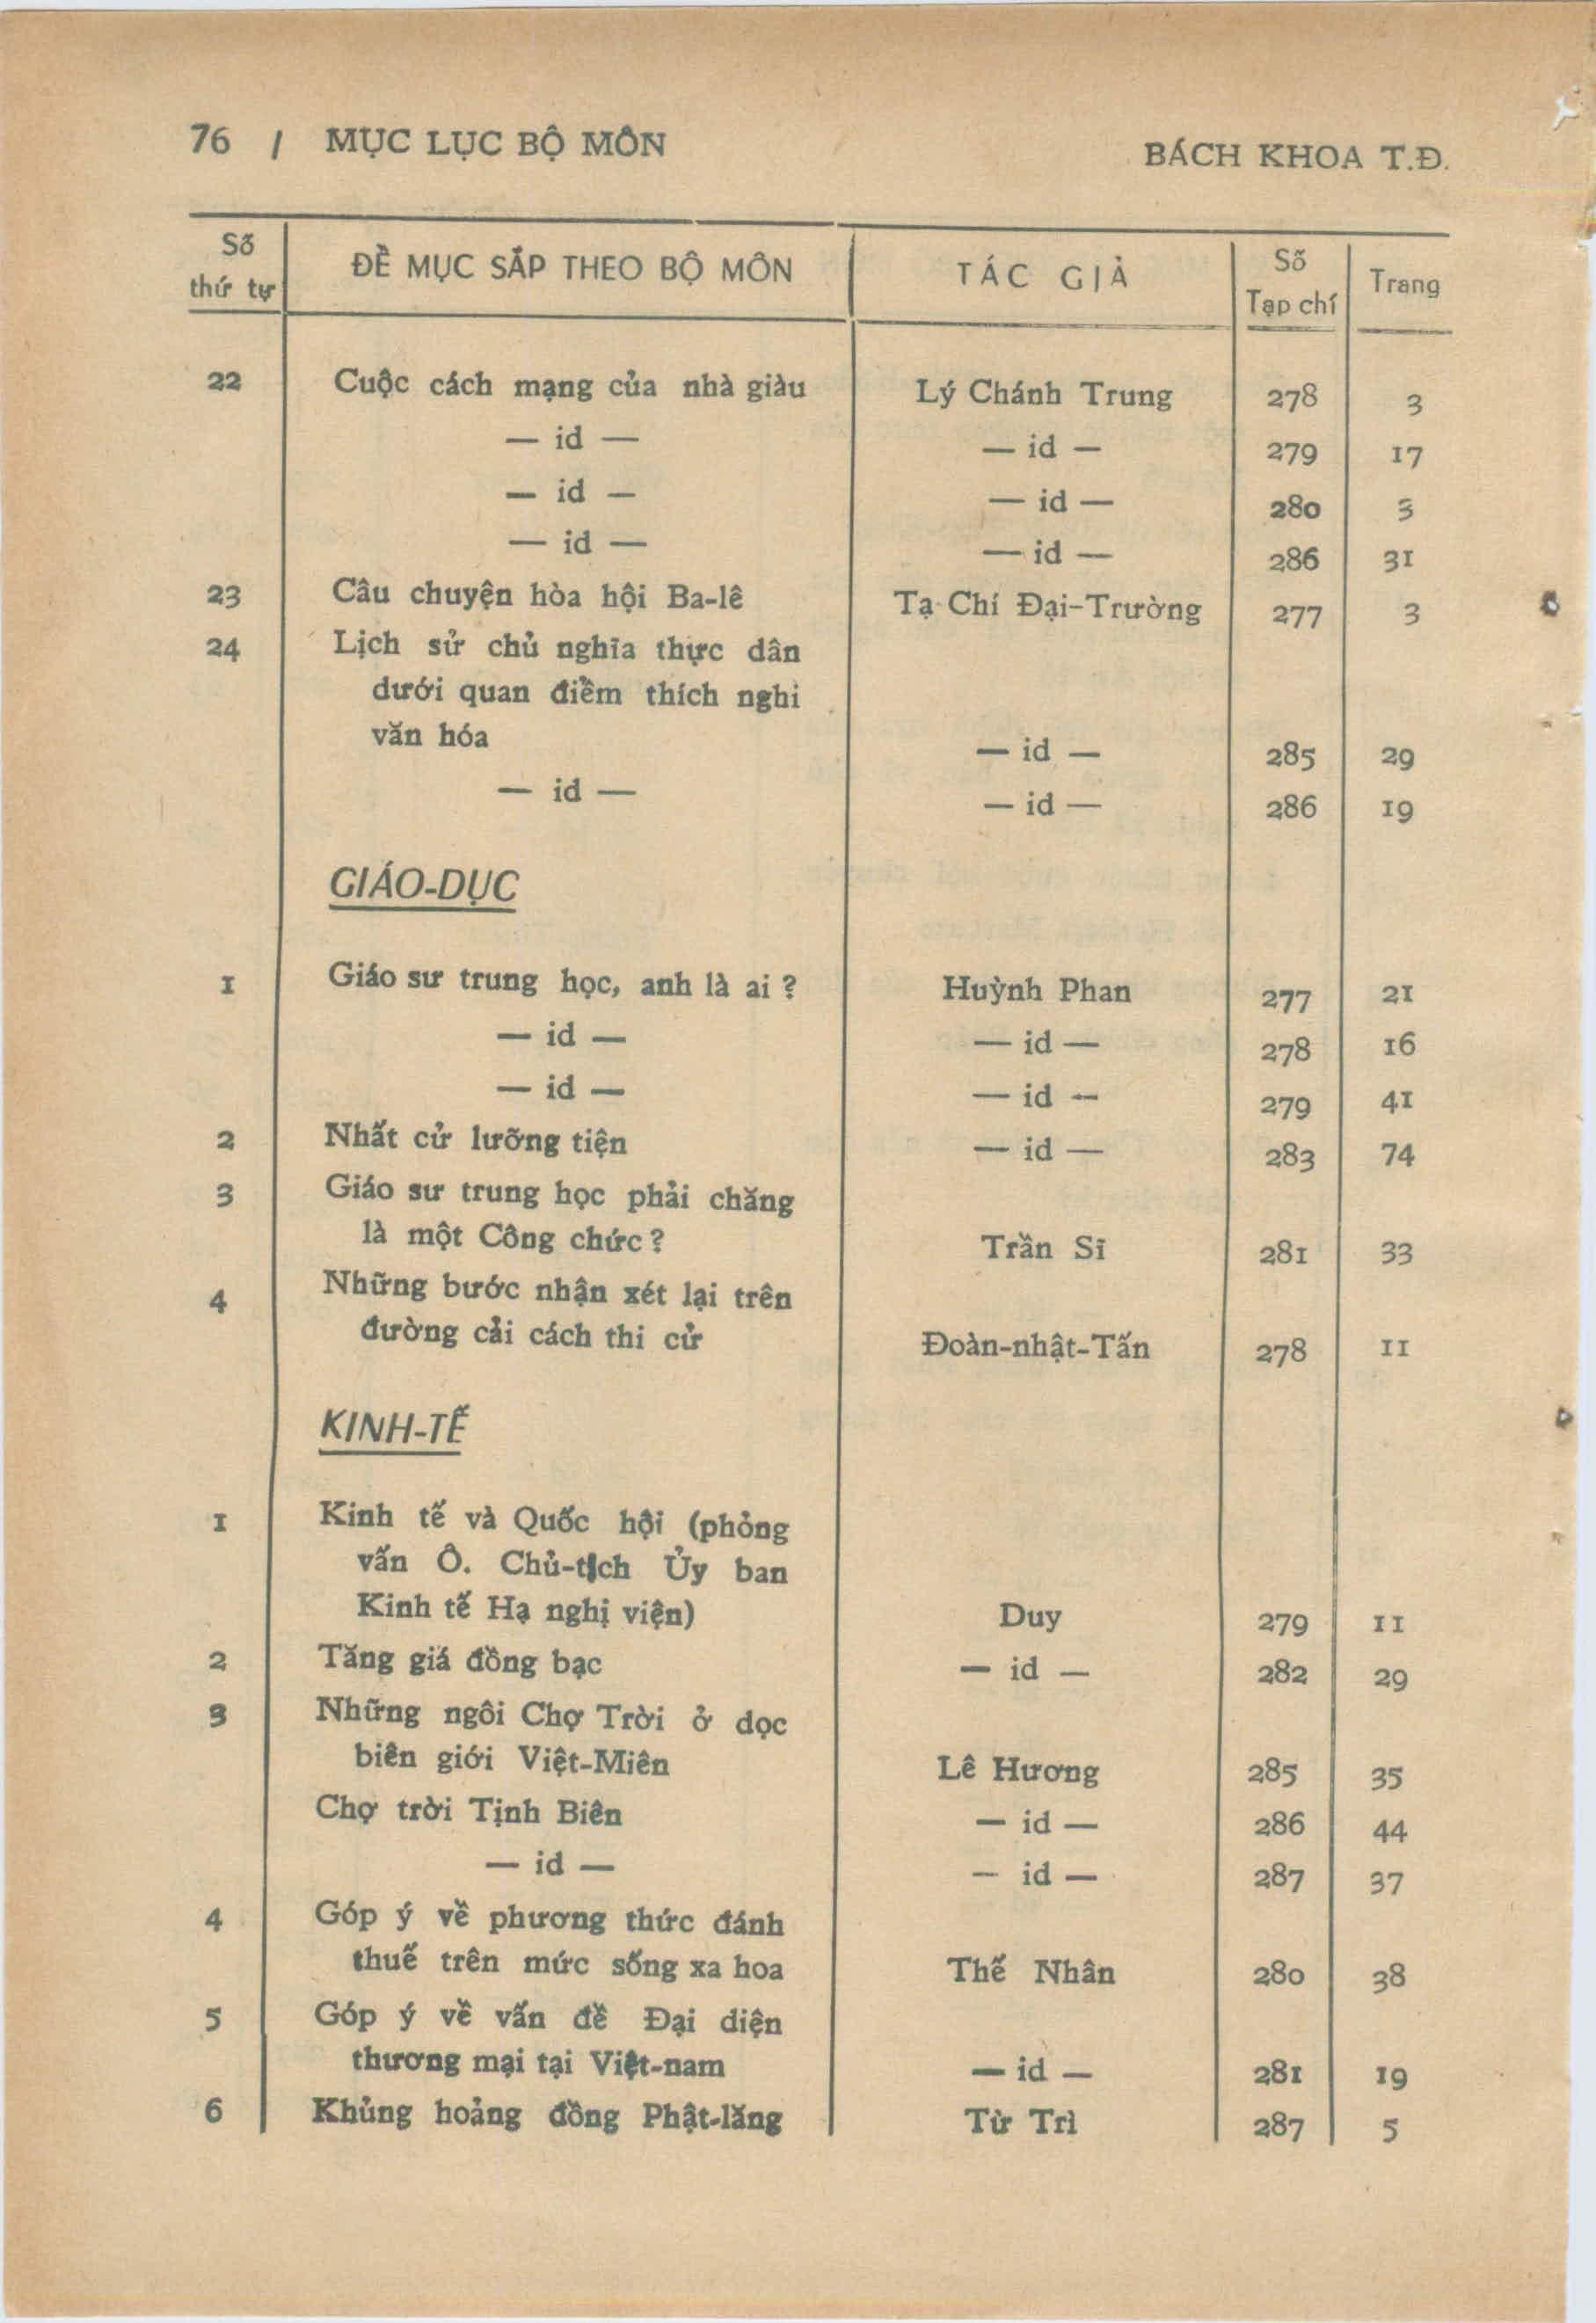 76 / MỤC LỤC BỘ MÔN BÁCH KHOA T.Đ.
Số thứ tự ĐỀ MỤC SẮP THEO BỘ MÔN TÁC GIẢ Số Tạp chí Trang
22 Cuộc cách mạng của nhà giàu Lý Chánh Trung 278 3
— id — — id — 279 17
— id — — id — 280 3
— id — — id — 286 31
23 Câu chuyện hòa hội Ba-lê Tạ Chí Đại-Trường 277 3
24 Lịch sử chủ nghĩa thực dân
dưới quan điểm thích nghi
văn hóa — id — 285 29
— id — — id — 286 19
GIÁO-DỤC
1 Giáo sư trung học, anh là ai ? Huỳnh Phan 277 21
— id — — id — 278 16
— id — — id — 279 41
2 Nhất cử lưỡng tiện — id — 283 74
3 Giáo sư trung học phải chăng
là một Công chức ? Trần Sĩ 281 33
4 Những bước nhận xét lại trên
đường cải cách thi cử Đoàn-nhật-Tấn 278 11
KINH-TẾ
1 Kinh tế và Quốc hội (phỏng
vấn Ô. Chủ-tịch Ủy ban
Kinh tế Hạ nghị viện) Duy 279 11
2 Tăng giá đồng bạc — id — 282 29
3 Những ngôi Chợ Trời ở dọc
biên giới Việt-Miên Lê Hương 285 35
Chợ trời Tịnh Biên — id — 286 44
— id — — id — 287 37
4 Góp ý về phương thức đánh
thuế trên mức sống xa hoa Thế Nhân 280 38
5 Góp ý về vấn đề Đại diện
thương mại tại Việt-nam — id — 281 19
6 Khủng hoảng đồng Phật-lăng Từ Trì 287 5